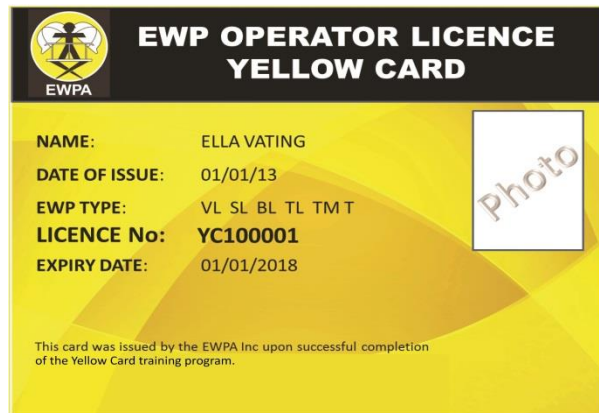 EWP OPERATOR LICENCE
YELLOW CARD
EWPA
NAME: ELLA VATING
DATE OF ISSUE: 01/01/13
EWP TYPE: VL SL BL TL TM T
LICENCE No: YC100001
EXPIRY DATE: 01/01/2018
Photo
This card was issued by the EWPA Inc upon successful completion
of the Yellow Card training program.